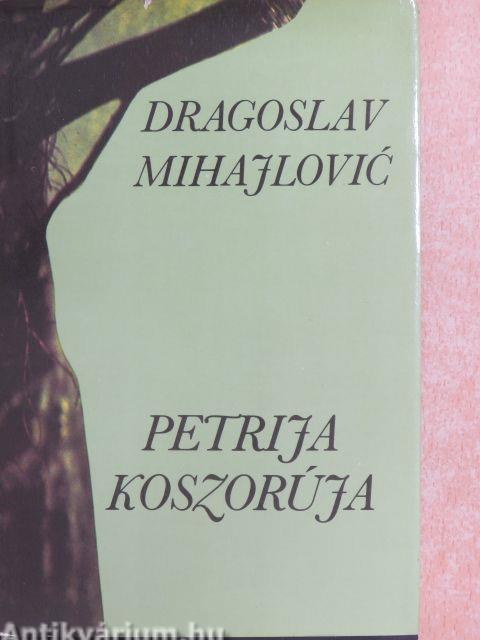 DRAGOSLAV
MIHAJLOVIĆ
PETRIJA
KOSZORÚJA
Antikvárium.hu